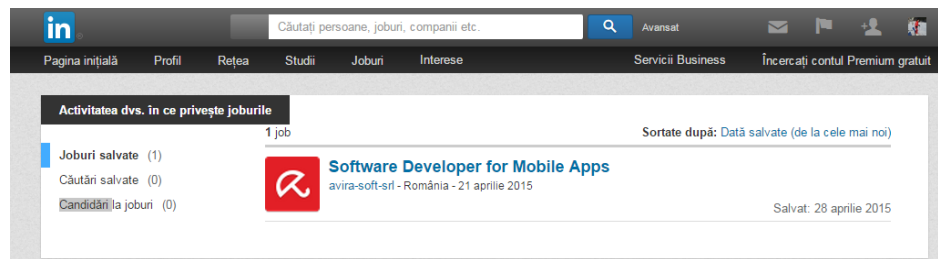 in.
Căutați persoane, joburi, companii etc.
Avansat
Pagina inițială Profil Rețea Studii Joburi Interese Servicii Business Încercați contul Premium gratuit
Activitatea dvs. în ce privește joburile
1 job Sortate după: Dată salvate (de la cele mai noi)
Joburi salvate (1)
Căutări salvate (0)
Candidări la joburi (0)
Software Developer for Mobile Apps
avira-soft-srl - România - 21 aprilie 2015
Salvat: 28 aprilie 2015